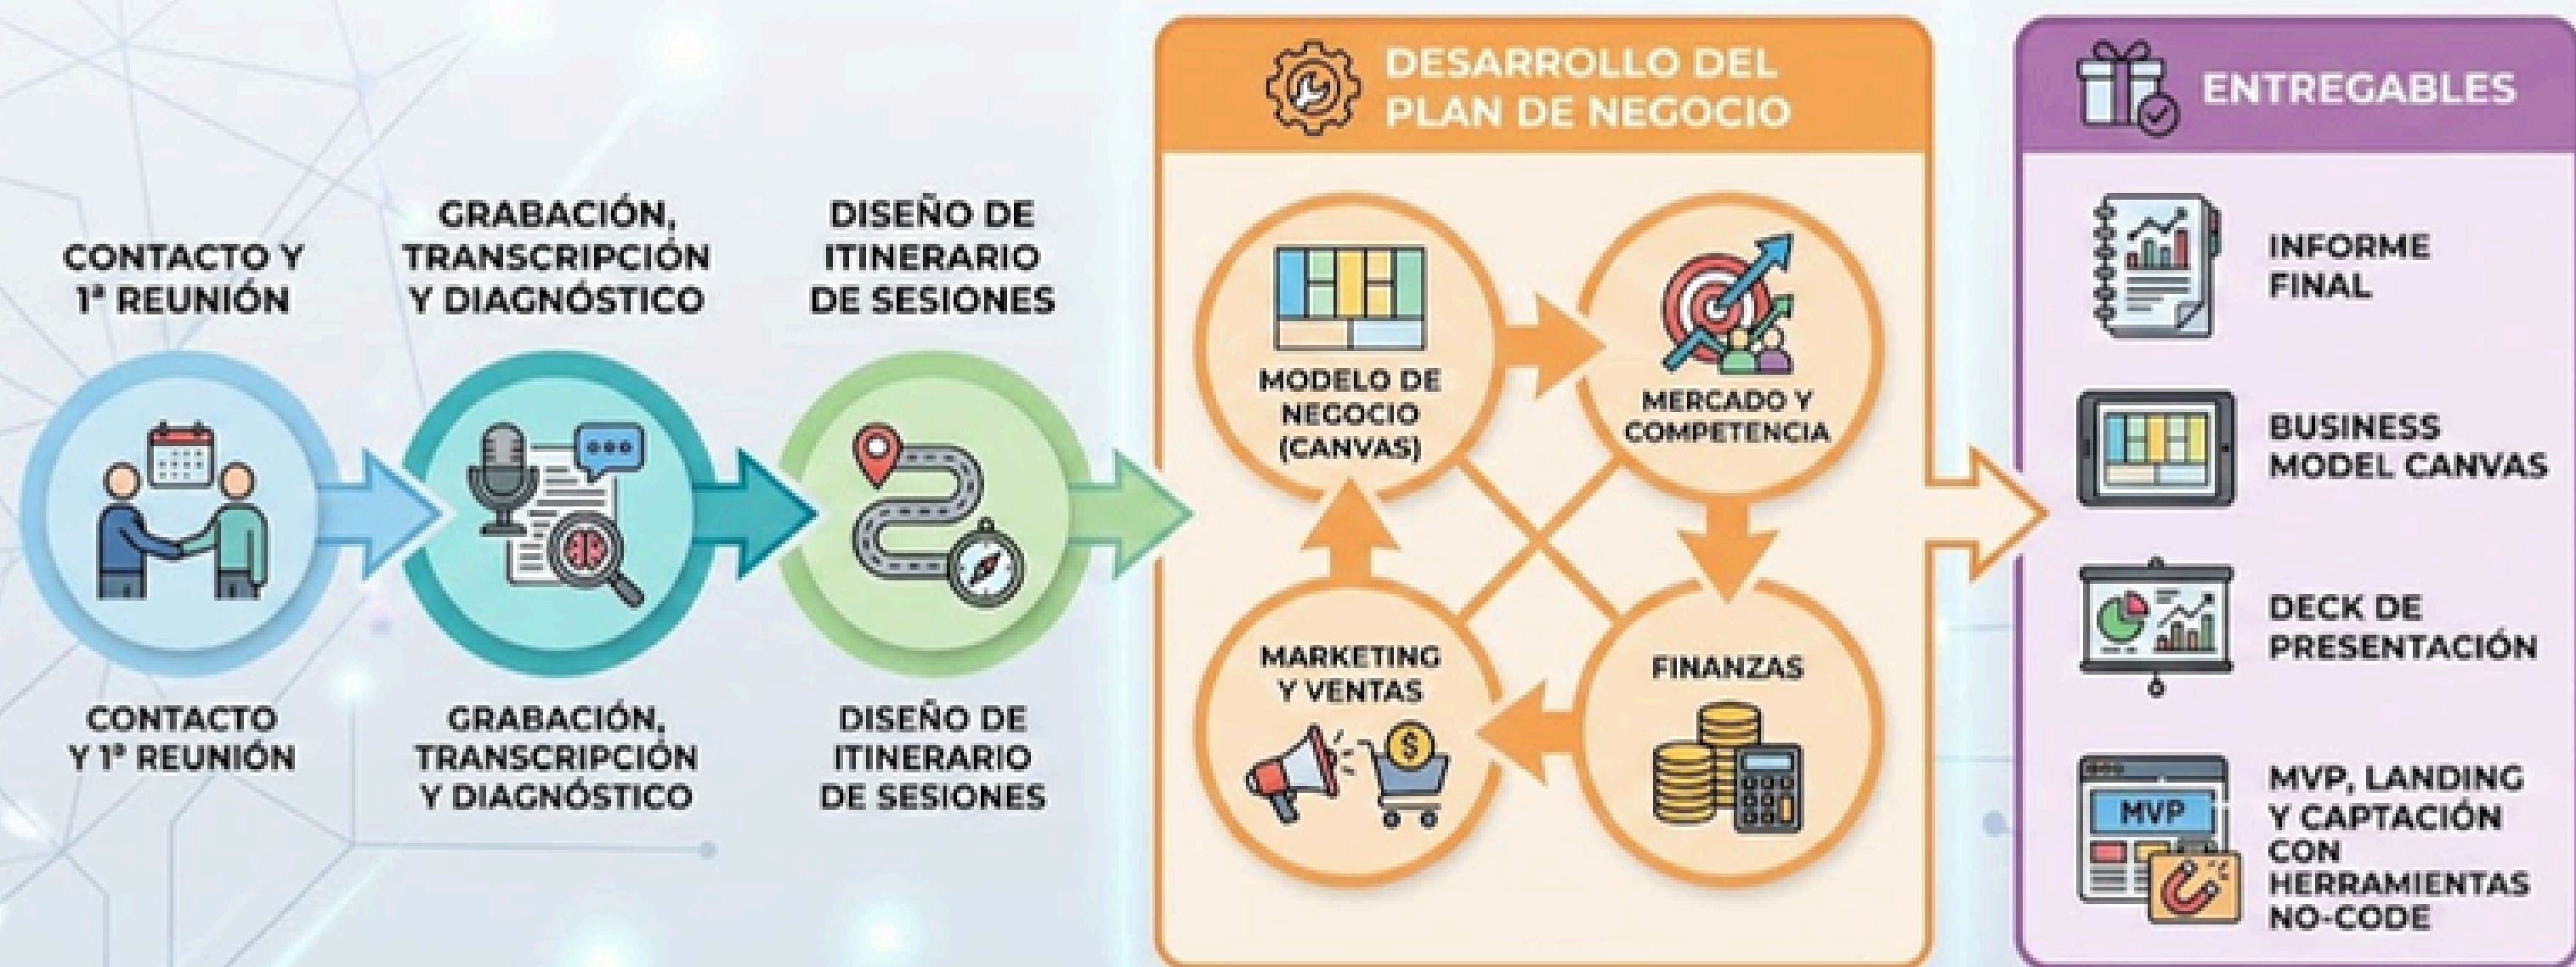 CONTACTO Y
1ª REUNIÓN
GRABACIÓN,
TRANSCRIPCIÓN
Y DIAGNÓSTICO
DISEÑO DE
ITINERARIO
DE SESIONES
CONTACTO
Y 1ª REUNIÓN
GRABACIÓN,
TRANSCRIPCIÓN
Y DIAGNÓSTICO
DISEÑO DE
ITINERARIO
DE SESIONES
DESARROLLO DEL
PLAN DE NEGOCIO
MODELO DE
NEGOCIO
(CANVAS)
MERCADO Y
COMPETENCIA
MARKETING
Y VENTAS
$
FINANZAS
ENTREGABLES
INFORME
FINAL
BUSINESS
MODEL CANVAS
DECK DE
PRESENTACIÓN
MVP
MVP, LANDING
Y CAPTACIÓN
CON
HERRAMIENTAS
NO-CODE